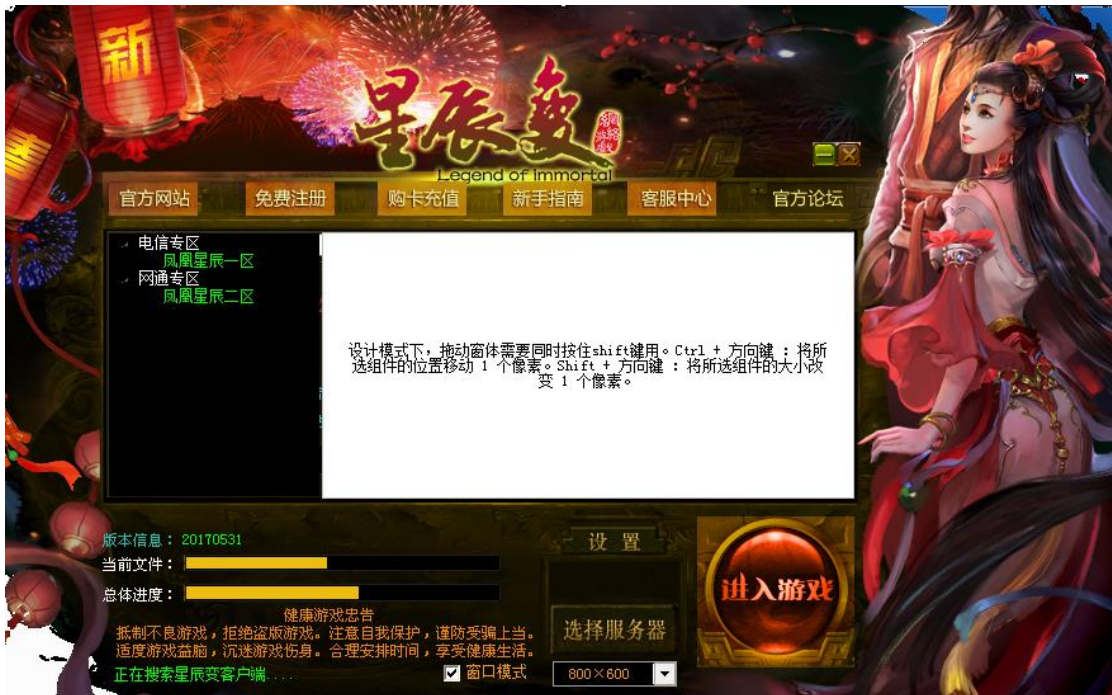 新
春
星辰變
網絡遊戲
Legend of immortal
官方网站 免费注册 购卡充值 新手指南 客服中心 官方论坛
电信专区
凤凰星辰一区
网通专区
凤凰星辰二区
设计模式下，拖动窗体需要同时按住shift键用。Ctrl + 方向键 : 将所
选组件的位置移动 1 个像素。Shift + 方向键 : 将所选组件的大小改
变 1 个像素。
版本信息：20170531
当前文件：
总体进度：
健康游戏忠告
抵制不良游戏，拒绝盗版游戏。注意自我保护，谨防受骗上当。
适度游戏益脑，沉迷游戏伤身。合理安排时间，享受健康生活。
正在搜索星辰变客户端....
窗口模式
800×600
设置
选择服务器
进入游戏